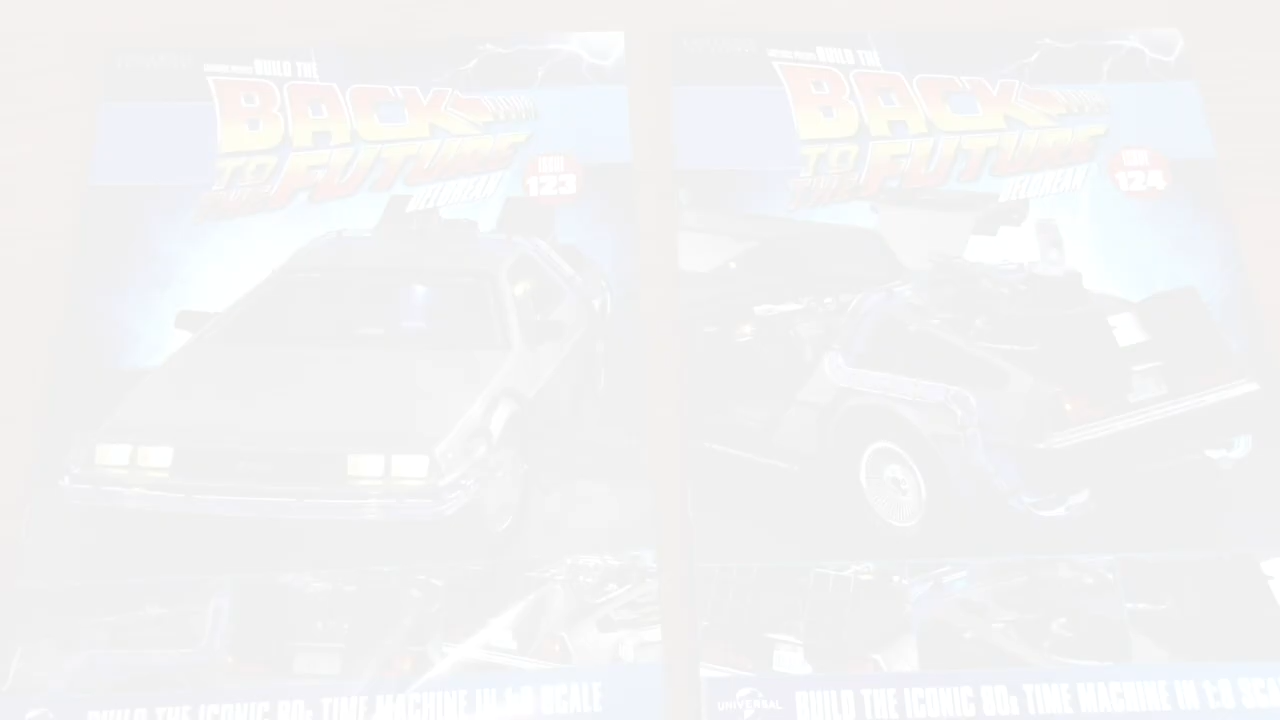 BUILD THE
BACK
TO THE FUTURE
DELOREAN
ISSUE
123
BUILD THE ICONIC 80s TIME MACHINE IN 1:8 SCALE
BUILD THE
BACK
TO THE FUTURE
DELOREAN
ISSUE
124
UNIVERSAL
BUILD THE ICONIC 80s TIME MACHINE IN 1:8 SCA